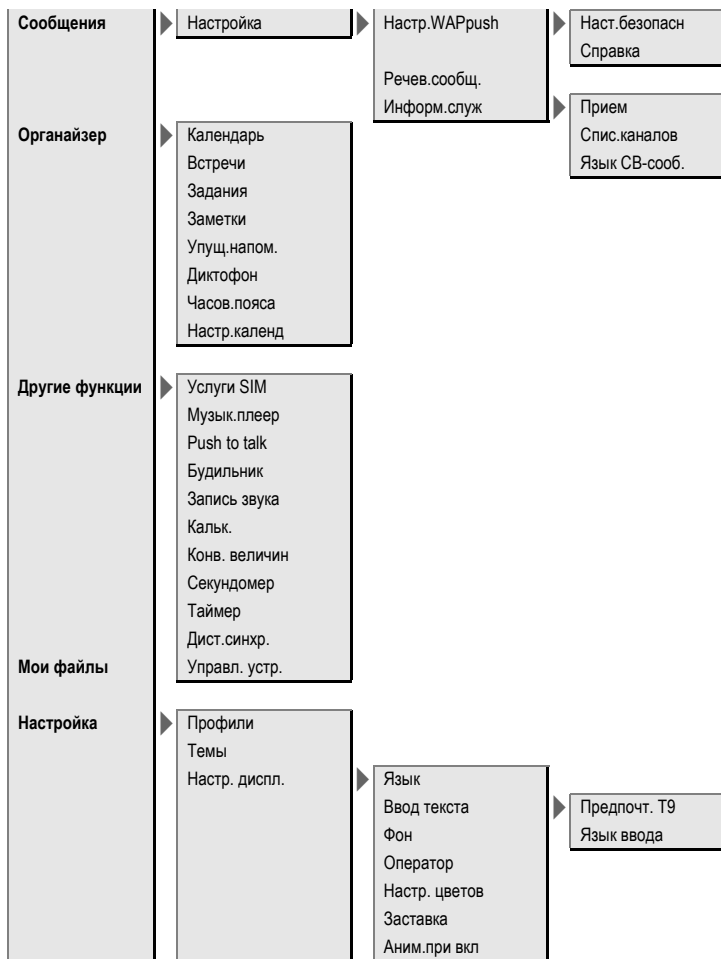 Сообщения Настройка Настр.WAPpush Наст.безопасн
Справка
Речев.сообщ.
Информ.служ Прием
Органайзер Календарь Спис.каналов
Встречи Язык CB-сооб.
Задания
Заметки
Упущ.напом.
Диктофон
Часов.пояса
Настр.календ
Другие функции Услуги SIM
Музык.плеер
Push to talk
Будильник
Запись звука
Кальк.
Конв. величин
Секундомер
Таймер
Дист.синхр.
Мои файлы Управл. устр.
Настройка Профили
Темы
Настр. диспл. Язык
Ввод текста Предпочт. T9
Фон Язык ввода
Оператор
Настр. цветов
Заставка
Аним.при вкл